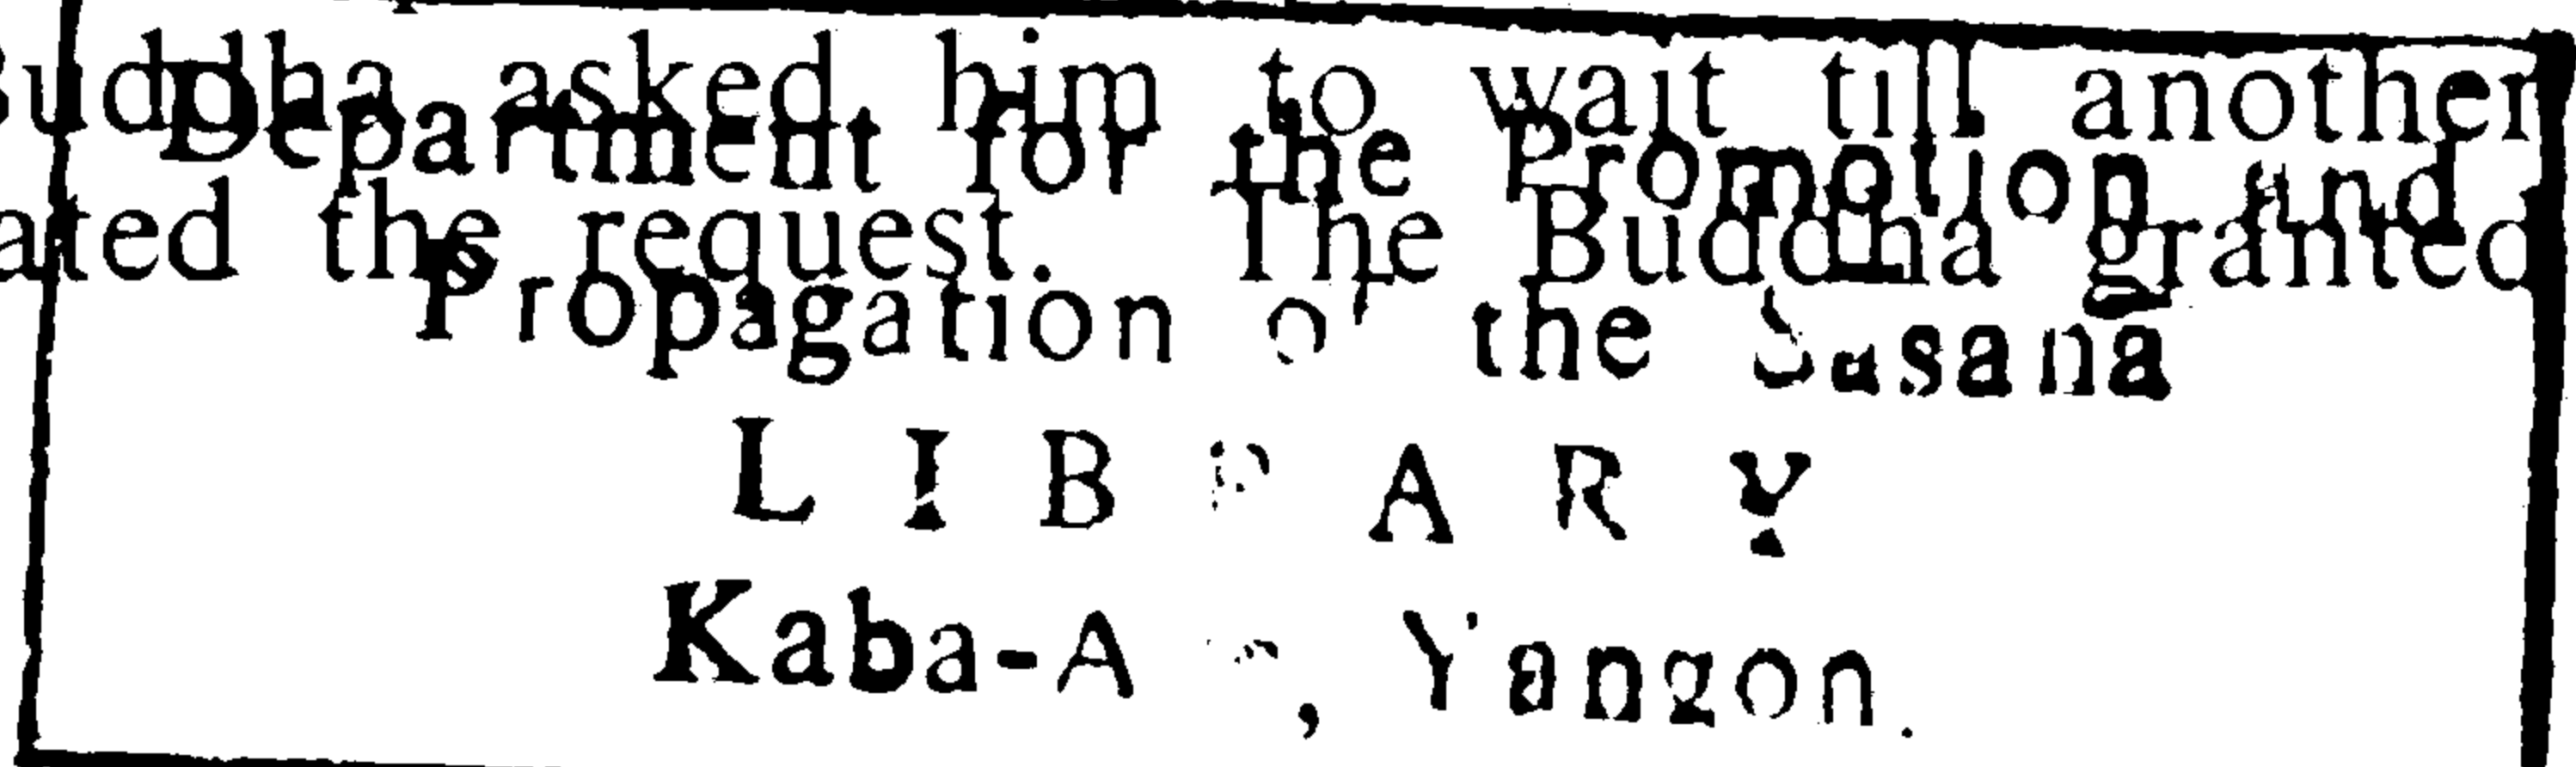 Buddha asked him to wait till another
Department for the Promotion and
ated the request. The Buddha granted
Propagation of the Sasana
LIBRARY
Kaba-A , Yangon.